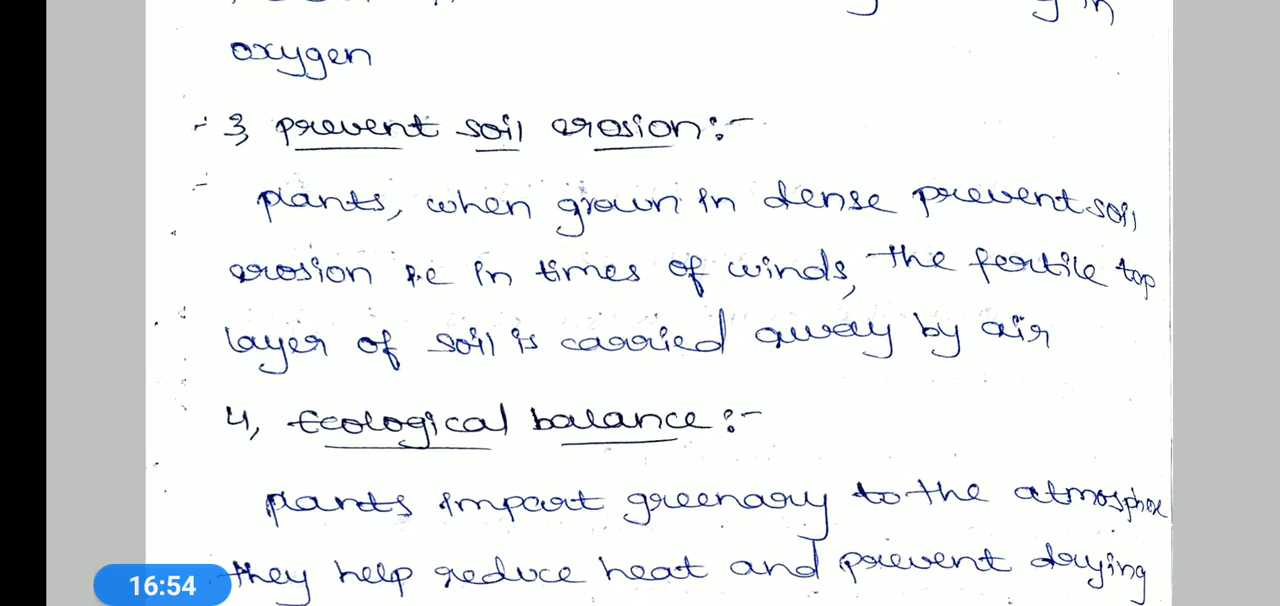 oxygen
3, prevent soil erosion:-
plants, when grown in dense prevent soil
erosion i.e in times of winds, the fertile top
layer of soil is carried away by air
4, Ecological balance:-
plants impart greenary to the atmosphere
they help reduce heat and prevent drying
16:54